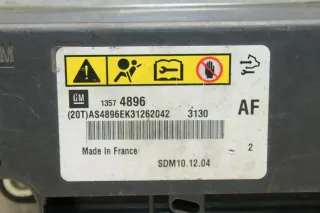 M
GM
1357 4896
AF
(20T)AS4896EK31262042 3130
Made in France
SDM10.12.04
2